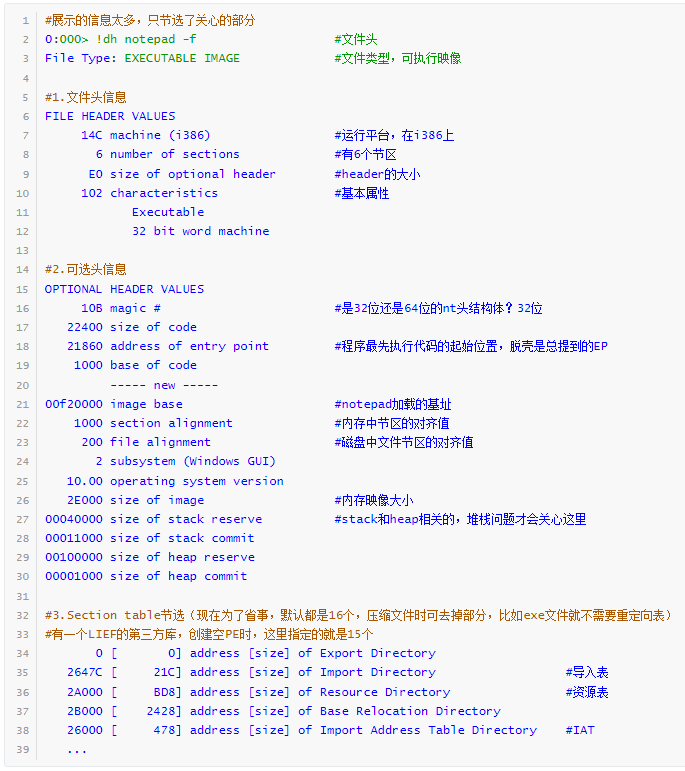 1 #展示的信息太多，只节选了关心的部分
2 0:000> !dh notepad -f #文件头
3 File Type: EXECUTABLE IMAGE #文件类型，可执行映像
4
5 #1.文件头信息
6 FILE HEADER VALUES
7 14C machine (i386) #运行平台，在i386上
8 6 number of sections #有6个节区
9 E0 size of optional header #header的大小
10 102 characteristics #基本属性
11 Executable
12 32 bit word machine
13
14 #2.可选头信息
15 OPTIONAL HEADER VALUES
16 10B magic # #是32位还是64位的nt头结构体？32位
17 22400 size of code
18 21860 address of entry point #程序最先执行代码的起始位置，脱壳是总提到的EP
19 1000 base of code
20 ----- new -----
21 00f20000 image base #notepad加载的基址
22 1000 section alignment #内存中节区的对齐值
23 200 file alignment #磁盘中文件节区的对齐值
24 2 subsystem (Windows GUI)
25 10.00 operating system version
26 2E000 size of image #内存映像大小
27 00040000 size of stack reserve #stack和heap相关的，堆栈问题才会关心这里
28 00011000 size of stack commit
29 00100000 size of heap reserve
30 00001000 size of heap commit
31
32 #3.Section table节选（现在为了省事，默认都是16个，压缩文件时可去掉部分，比如exe文件就不需要重定向表）
33 #有一个LIEF的第三方库，创建空PE时，这里指定的就是15个
34 0 [ 0] address [size] of Export Directory
35 2647C [ 21C] address [size] of Import Directory #导入表
36 2A000 [ BD8] address [size] of Resource Directory #资源表
37 2B000 [ 2428] address [size] of Base Relocation Directory
38 26000 [ 478] address [size] of Import Address Table Directory #IAT
39 ...